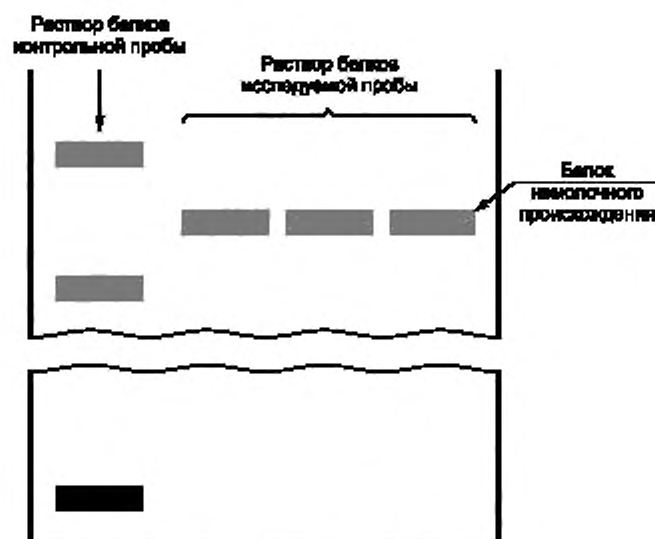 Раствор белков
контрольной пробы
Раствор белков
исследуемой пробы
Белок
немолочного
происхождения